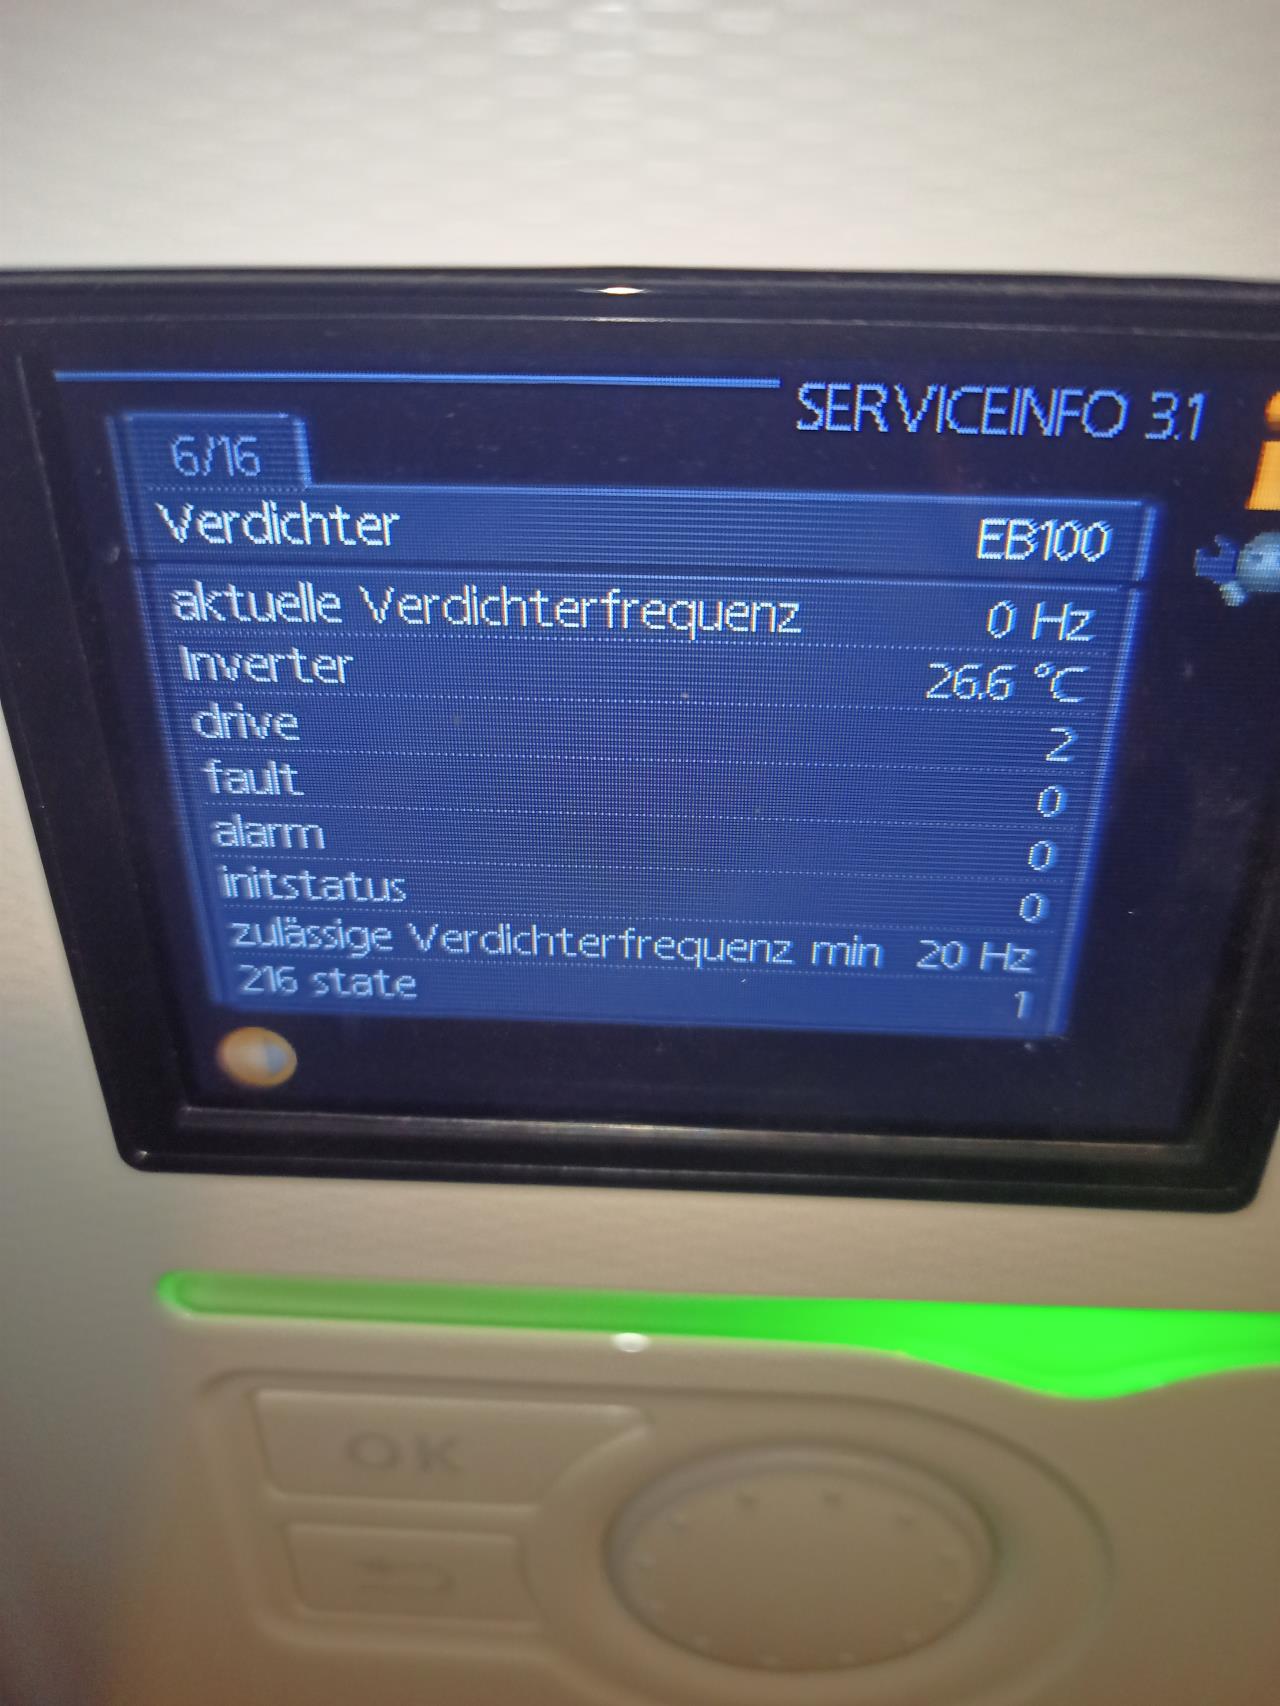 SERVICEINFO 3.1
6/16
Verdichter EB100
aktuelle Verdichterfrequenz 0 Hz
Inverter 26.6 °C
drive 2
fault 0
alarm 0
initstatus 0
zulässige Verdichterfrequenz min 20 Hz
216 state 1
OK